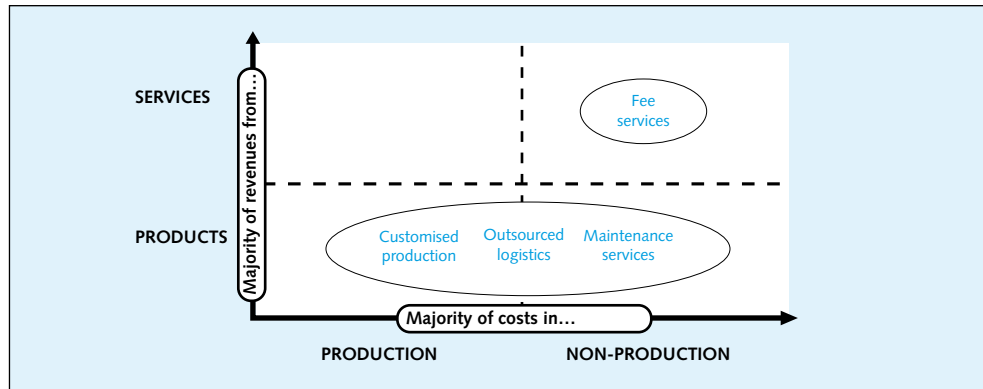 SERVICES
Majority of revenues from...
Fee
services
PRODUCTS
Customised
production
Outsourced
logistics
Maintenance
services
Majority of costs in...
PRODUCTION
NON-PRODUCTION